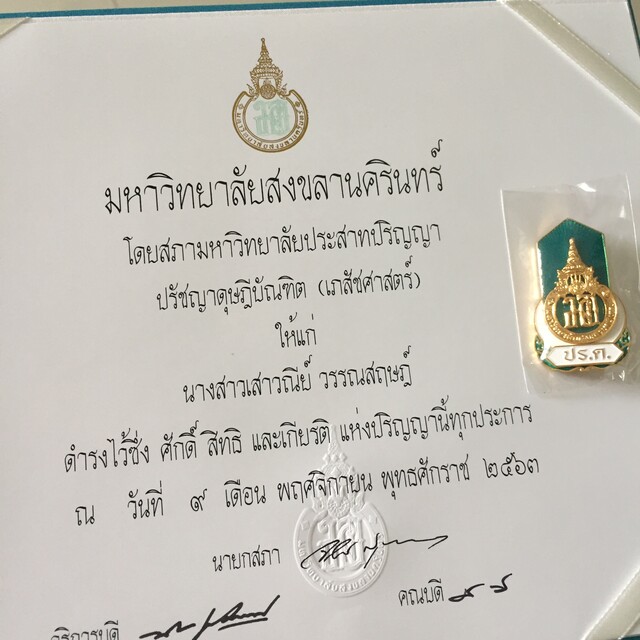 มหาวิทยาลัยสงขลานครินทร์
โดยสภามหาวิทยาลัยประสาทปริญญา
ปรัชญาดุษฎีบัณฑิต (เภสัชศาสตร์)
ให้แก่
นางสาวเสาวณีย์ วรรณสฤษฎ์
ดำรงไว้ซึ่ง ศักดิ์ สิทธิ และเกียรติ แห่งปริญญานี้ทุกประการ
ณ วันที่ ๙ เดือน พฤศจิกายน พุทธศักราช ๒๕๖๓
นายกสภา
คณบดี
ธิการบดี
ปร.ด.